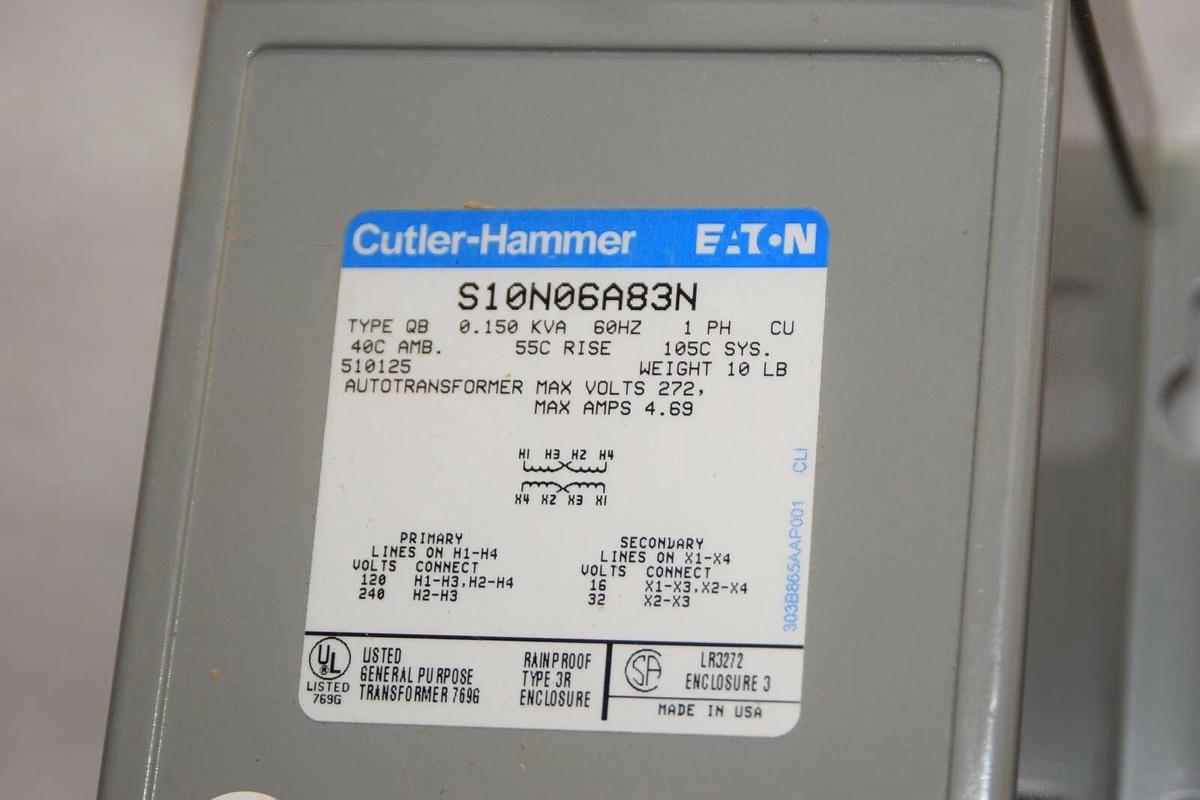 Cutler-Hammer EATON
S10N06A83N
TYPE QB 0.150 KVA 60HZ 1 PH CU
40C AMB. 55C RISE 105C SYS.
510125 WEIGHT 10 LB
AUTOTRANSFORMER MAX VOLTS 272,
MAX AMPS 4.69
H1 H3 H2 H4
X4 X2 X3 X1
PRIMARY
LINES ON H1-H4
VOLTS CONNECT
120 H1-H3,H2-H4
240 H2-H3
SECONDARY
LINES ON X1-X4
VOLTS CONNECT
16 X1-X3,X2-X4
32 X2-X3
303B865AAP001 CLI
UL
LISTED
769G
LISTED
GENERAL PURPOSE
TRANSFORMER 769G
RAINPROOF
TYPE 3R
ENCLOSURE
SA
LR3272
ENCLOSURE 3
MADE IN USA